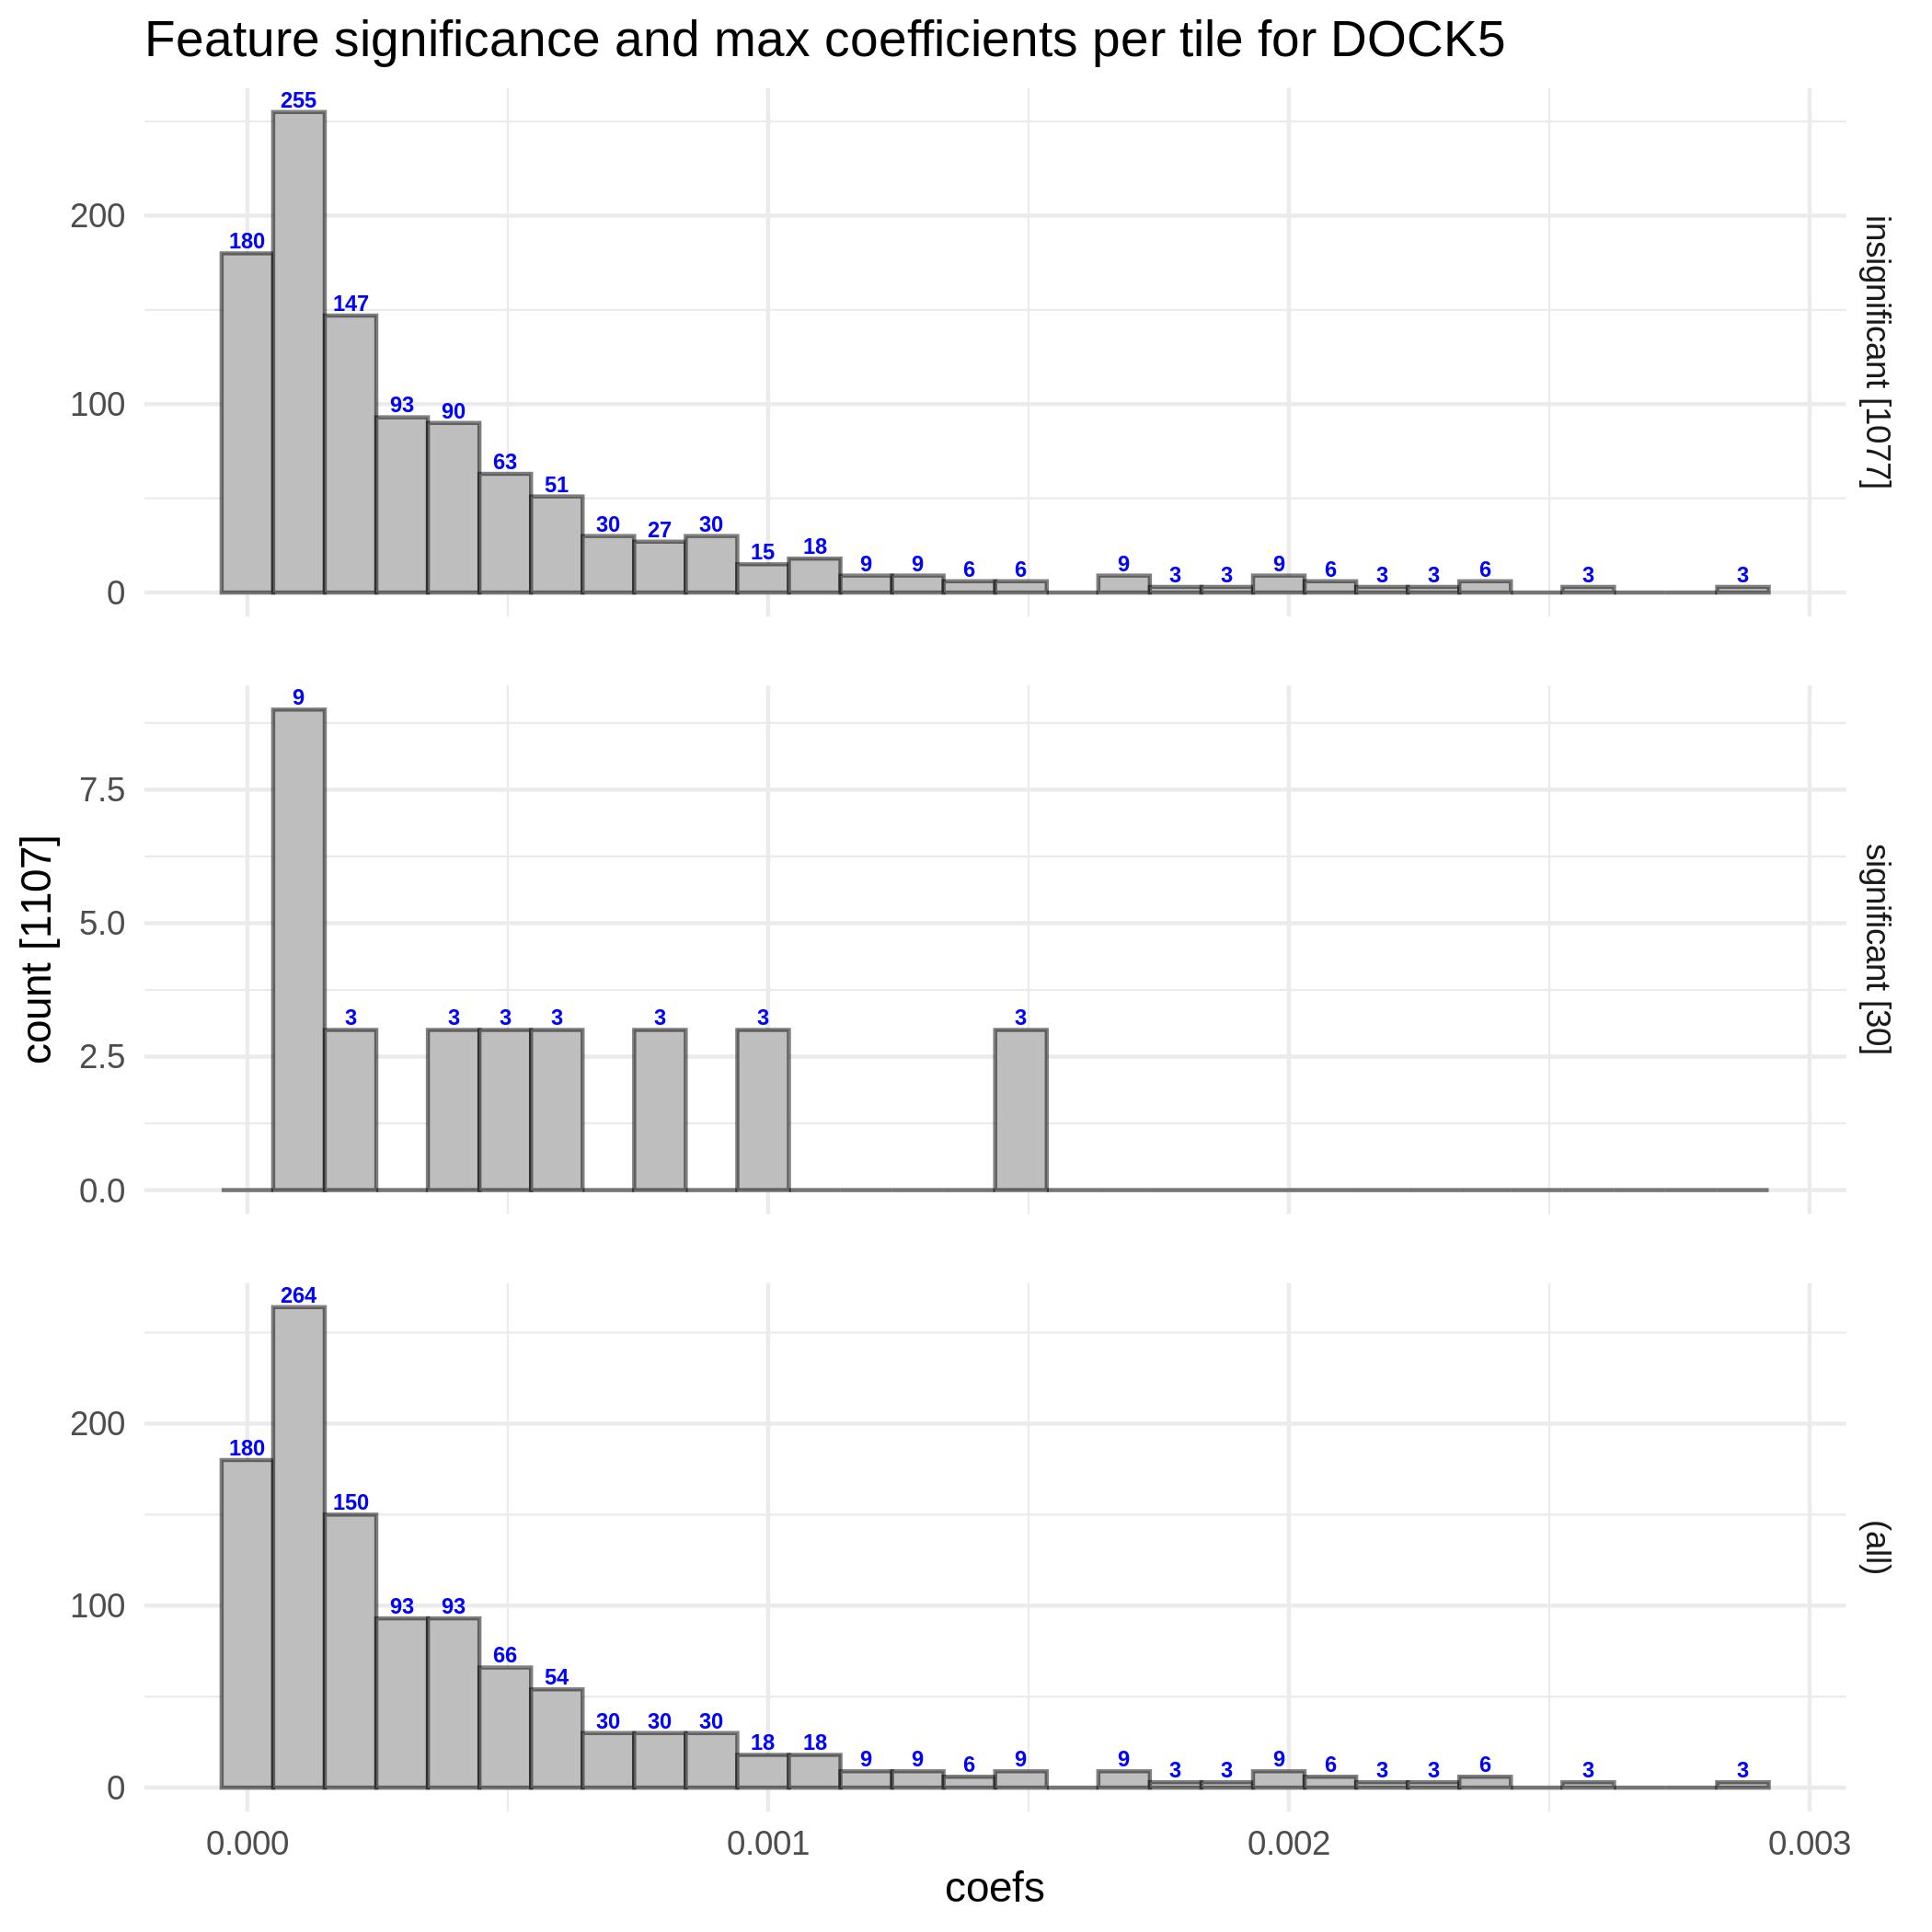 Feature significance and max coefficients per tile for DOCK5
255
180
147
93 90
63
51
30 27 30
15 18
9 9 6 6
9 3 3 9 6 3 3 6 3 3
200
100
0
insignificant [1077]
9
3 3 3 3 3 3 3
7.5
5.0
2.5
0.0
count [1107]
significant [30]
264
180
150
93 93
66
54
30 30 30
18 18
9 9 6 9
9 3 3 9 6 3 3 6 3 3
200
100
0
(all)
0.000 0.001 0.002 0.003
coefs